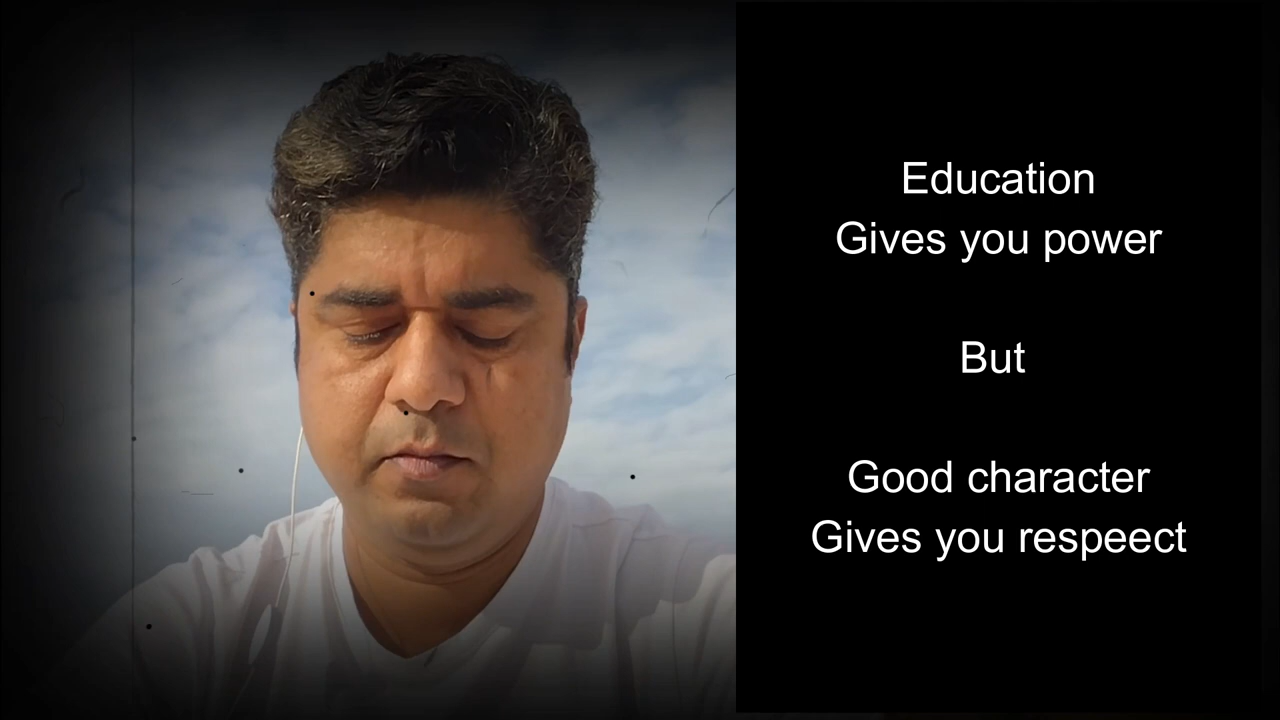 Education
Gives you power
But
Good character
Gives you respeect